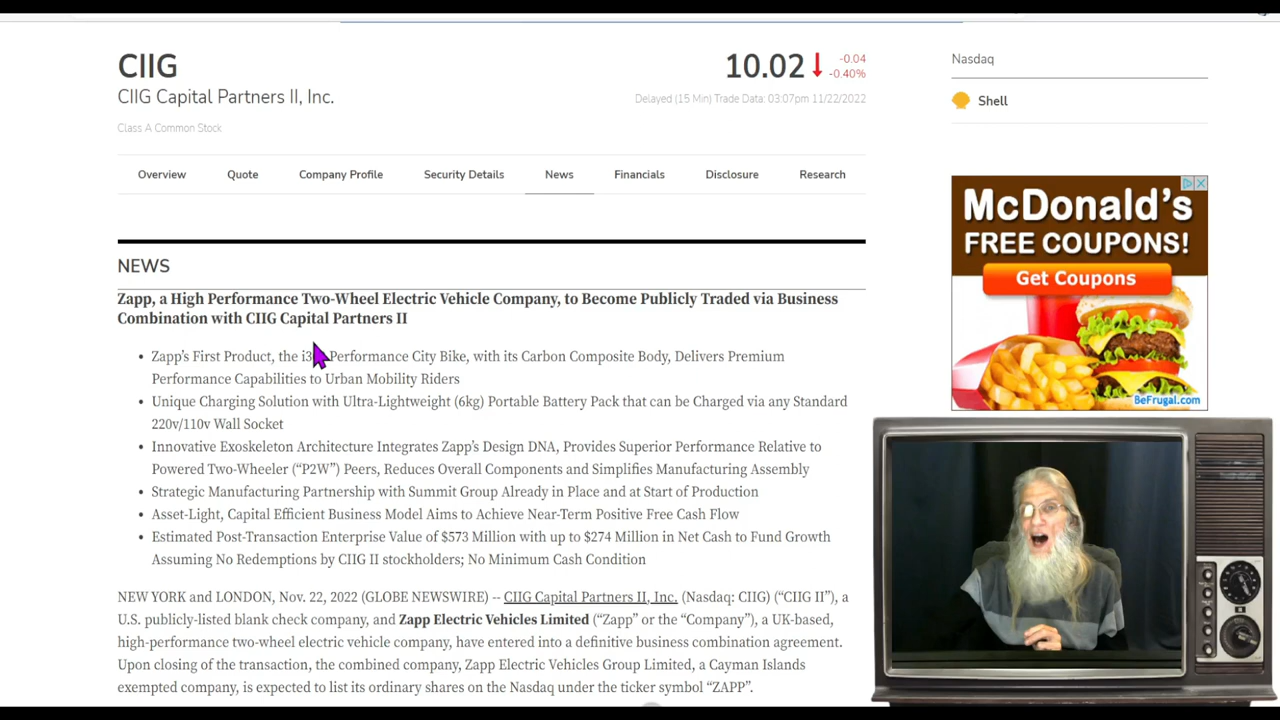 CIIG
CIIG Capital Partners II, Inc.
Class A Common Stock
10.02
-0.04
-0.40%
Delayed (15 Min) Trade Data: 03:07pm 11/22/2022
Overview Quote Company Profile Security Details News Financials Disclosure Research
NEWS
Zapp, a High Performance Two-Wheel Electric Vehicle Company, to Become Publicly Traded via Business
Combination with CIIG Capital Partners II
• Zapp's First Product, the Performance City Bike, with its Carbon Composite Body, Delivers Premium
Performance Capabilities to Urban Mobility Riders
• Unique Charging Solution with Ultra-Lightweight (6kg) Portable Battery Pack that can be Charged via any Standard
220v/110v Wall Socket
• Innovative Exoskeleton Architecture Integrates Zapp's Design DNA, Provides Superior Performance Relative to
Powered Two-Wheeler (“P2W”) Peers, Reduces Overall Components and Simplifies Manufacturing Assembly
• Strategic Manufacturing Partnership with Summit Group Already in Place and at Start of Production
• Asset-Light, Capital Efficient Business Model Aims to Achieve Near-Term Positive Free Cash Flow
• Estimated Post-Transaction Enterprise Value of $573 Million with up to $274 Million in Net Cash to Fund Growth
Assuming No Redemptions by CIIG II stockholders; No Minimum Cash Condition
NEW YORK and LONDON, Nov. 22, 2022 (GLOBE NEWSWIRE) -- CIIG Capital Partners II, Inc. (Nasdaq: CIIG) (“CIIG II”), a
U.S. publicly-listed blank check company, and Zapp Electric Vehicles Limited (“Zapp” or the “Company”), a UK-based,
high-performance two-wheel electric vehicle company, have entered into a definitive business combination agreement.
Upon closing of the transaction, the combined company, Zapp Electric Vehicles Group Limited, a Cayman Islands
exempted company, is expected to list its ordinary shares on the Nasdaq under the ticker symbol “ZAPP”.
Nasdaq
Shell
McDonald's
FREE COUPONS!
Get Coupons
BeFrugal.com